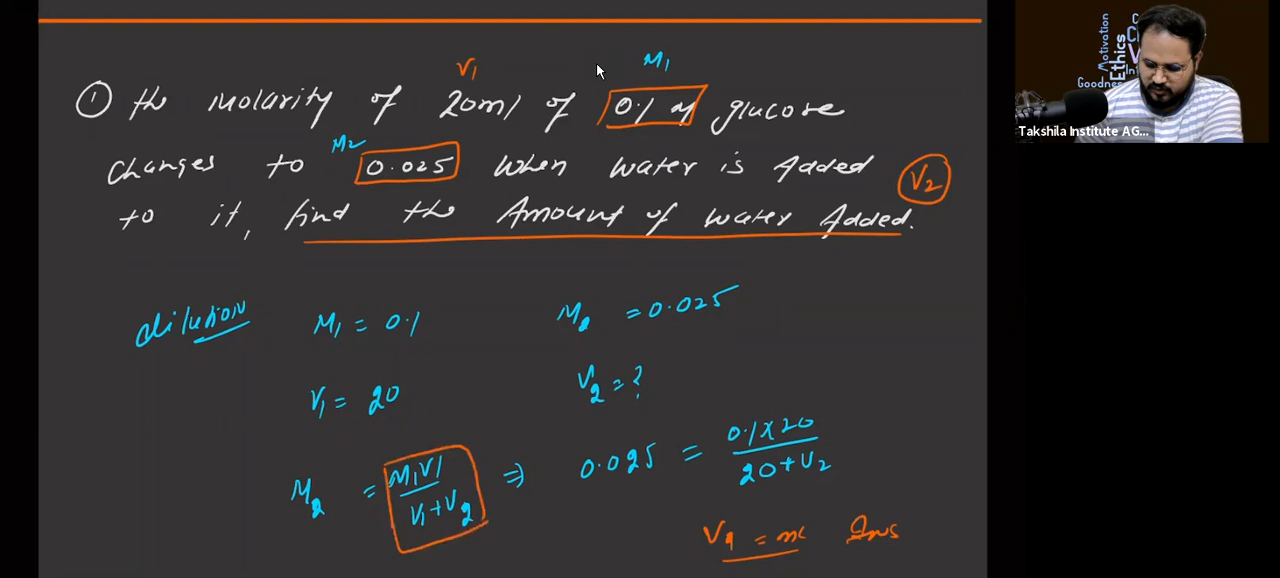 V1 M1
① The Molarity of 20ml of 0.1 M glucose
M2
changes to 0.025 when water is Added V2
to it, find the Amount of water Added.
dilution M1 = 0.1 M2 = 0.025
V1 = 20 V2 = ?
M2 = M1V1 / V1+V2 ⇒ 0.025 = 0.1 x 20 / 20+V2
Ans
Motivation
Ethics
Goodness
Takshila Institute AG...